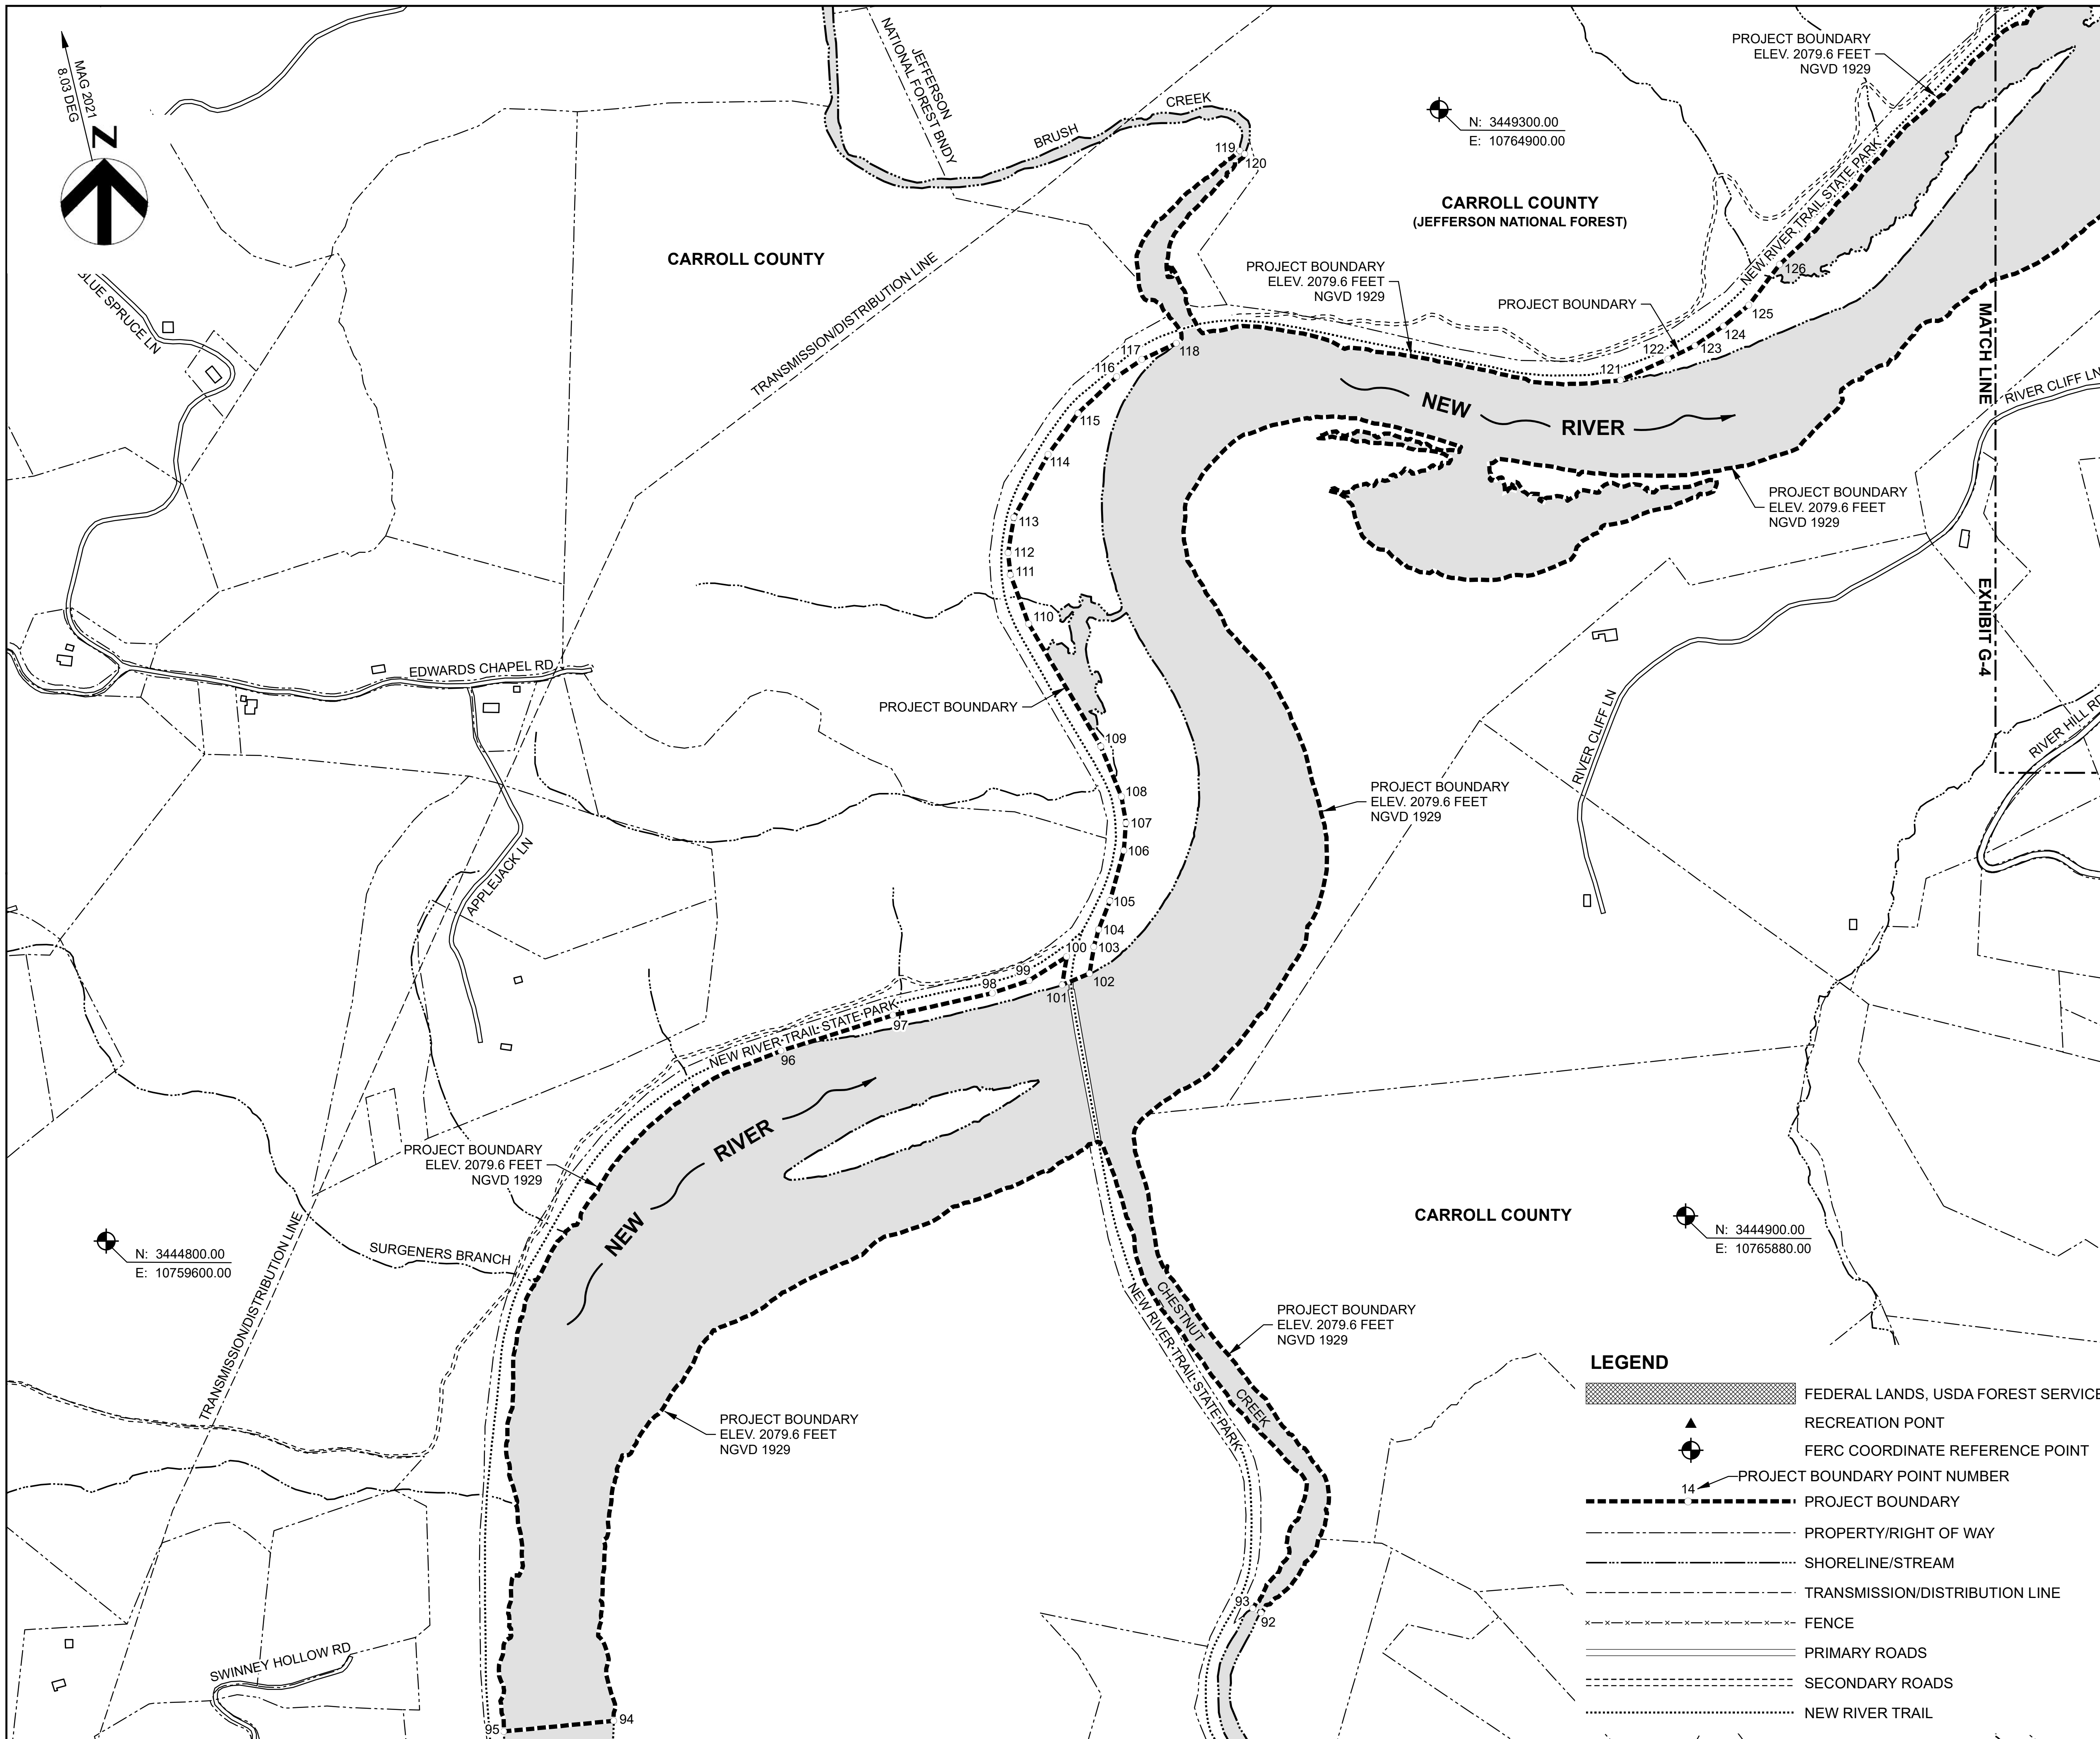 MAG 2021
8.03 DEG
N
JEFFERSON
NATIONAL FOREST BNDY
BRUSH
CREEK
119
120
N: 3449300.00
E: 10764900.00
PROJECT BOUNDARY
ELEV. 2079.6 FEET
NGVD 1929
CARROLL COUNTY
(JEFFERSON NATIONAL FOREST)
NEW RIVER TRAIL STATE PARK
CARROLL COUNTY
PROJECT BOUNDARY
ELEV. 2079.6 FEET
NGVD 1929
PROJECT BOUNDARY
126
125
124
123
122
121
BLUE SPRUCE LN
TRANSMISSION/DISTRIBUTION LINE
118
117
116
115
114
113
112
111
110
NEW
RIVER
MATCH LINE
EXHIBIT G-4
RIVER CLIFF LN
PROJECT BOUNDARY
ELEV. 2079.6 FEET
NGVD 1929
EDWARDS CHAPEL RD
PROJECT BOUNDARY
RIVER CLIFF LN
RIVER HILL RD
109
108
107
106
105
104
103
102
101
100
99
98
97
96
PROJECT BOUNDARY
ELEV. 2079.6 FEET
NGVD 1929
APPLEJACK LN
NEW RIVER TRAIL STATE PARK
PROJECT BOUNDARY
ELEV. 2079.6 FEET
NGVD 1929
NEW
RIVER
CARROLL COUNTY
N: 3444900.00
E: 10765880.00
N: 3444800.00
E: 10759600.00
SURGENERS BRANCH
TRANSMISSION/DISTRIBUTION LINE
CHESTNUT
CREEK
NEW RIVER TRAIL STATE PARK
PROJECT BOUNDARY
ELEV. 2079.6 FEET
NGVD 1929
PROJECT BOUNDARY
ELEV. 2079.6 FEET
NGVD 1929
93
92
SWINNEY HOLLOW RD
95
94
LEGEND
FEDERAL LANDS, USDA FOREST SERVICE
RECREATION PONT
FERC COORDINATE REFERENCE POINT
14
PROJECT BOUNDARY POINT NUMBER
PROJECT BOUNDARY
PROPERTY/RIGHT OF WAY
SHORELINE/STREAM
TRANSMISSION/DISTRIBUTION LINE
FENCE
PRIMARY ROADS
SECONDARY ROADS
NEW RIVER TRAIL